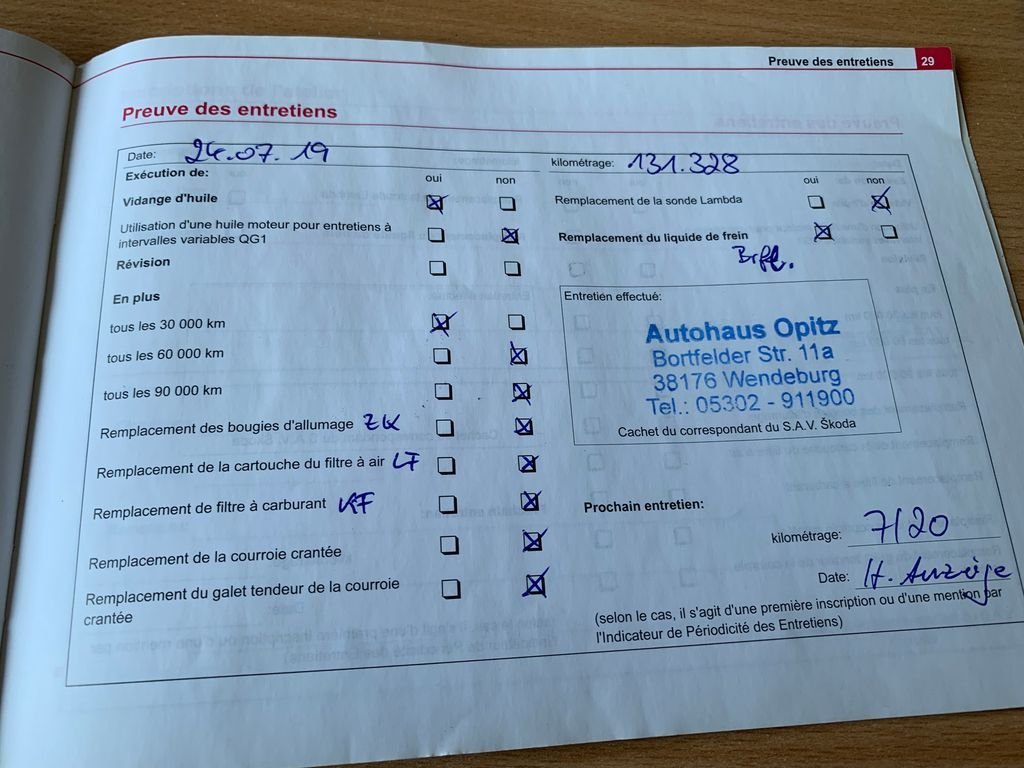 Preuve des entretiens 29
Preuve des entretiens
Date: 24.07.19
kilométrage: 131.328
Exécution de:
oui non
Vidange d'huile
Utilisation d'une huile moteur pour entretiens à
intervalles variables QG1
Révision
En plus
tous les 30 000 km
tous les 60 000 km
tous les 90 000 km
Remplacement des bougies d'allumage ZK
Remplacement de la cartouche du filtre à air LF
Remplacement de filtre à carburant KF
Remplacement de la courroie crantée
Remplacement du galet tendeur de la courroie
crantée
oui non
Remplacement de la sonde Lambda
Remplacement du liquide de frein
Brfl.
Entretien effectué:
Autohaus Opitz
Bortfelder Str. 11a
38176 Wendeburg
Tel.: 05302 - 911900
Cachet du correspondant du S.A.V. Škoda
Prochain entretien:
kilométrage: 7/20
Date: lt. Anzeige
(selon le cas, il s'agit d'une première inscription ou d'une mention par
l'Indicateur de Périodicité des Entretiens)